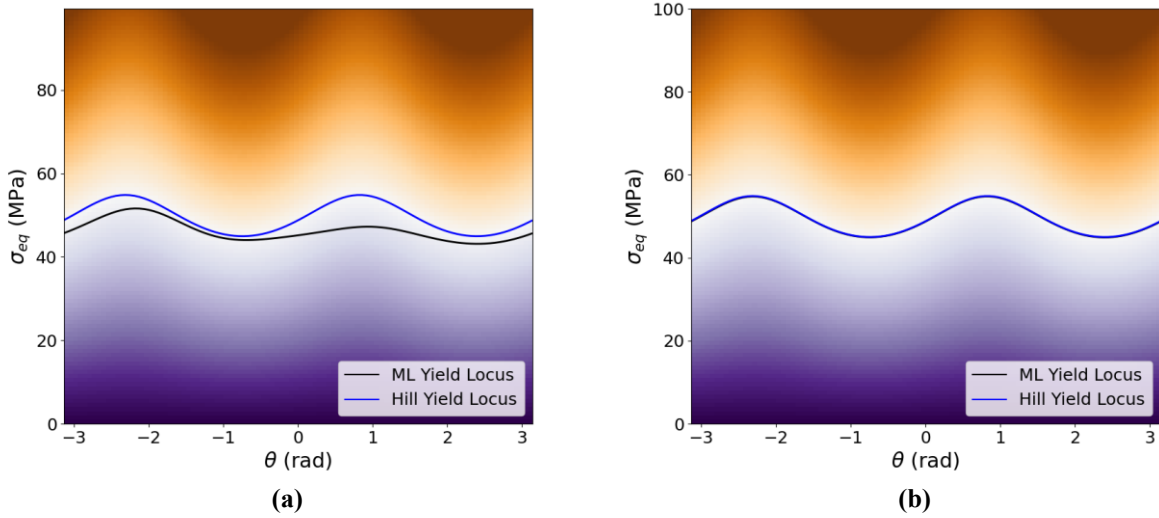 80
60
40
20
0
σeq (MPa)
−3 −2 −1 0 1 2 3
θ (rad)
ML Yield Locus
Hill Yield Locus
(a)
100
80
60
40
20
0
σeq (MPa)
−3 −2 −1 0 1 2 3
θ (rad)
ML Yield Locus
Hill Yield Locus
(b)